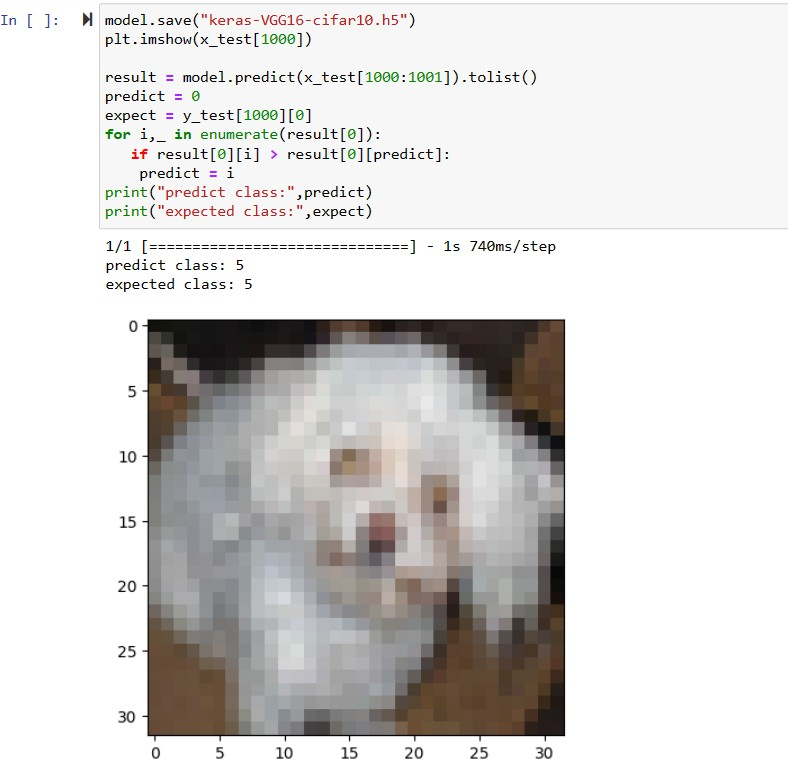 In [ ]:
model.save("keras-VGG16-cifar10.h5")
plt.imshow(x_test[1000])

result = model.predict(x_test[1000:1001]).tolist()
predict = 0
expect = y_test[1000][0]
for i,_ in enumerate(result[0]):
   if result[0][i] > result[0][predict]:
    predict = i
print("predict class:",predict)
print("expected class:",expect)
1/1 [==============================] - 1s 740ms/step
predict class: 5
expected class: 5
0
5
10
15
20
25
30
0 5 10 15 20 25 30